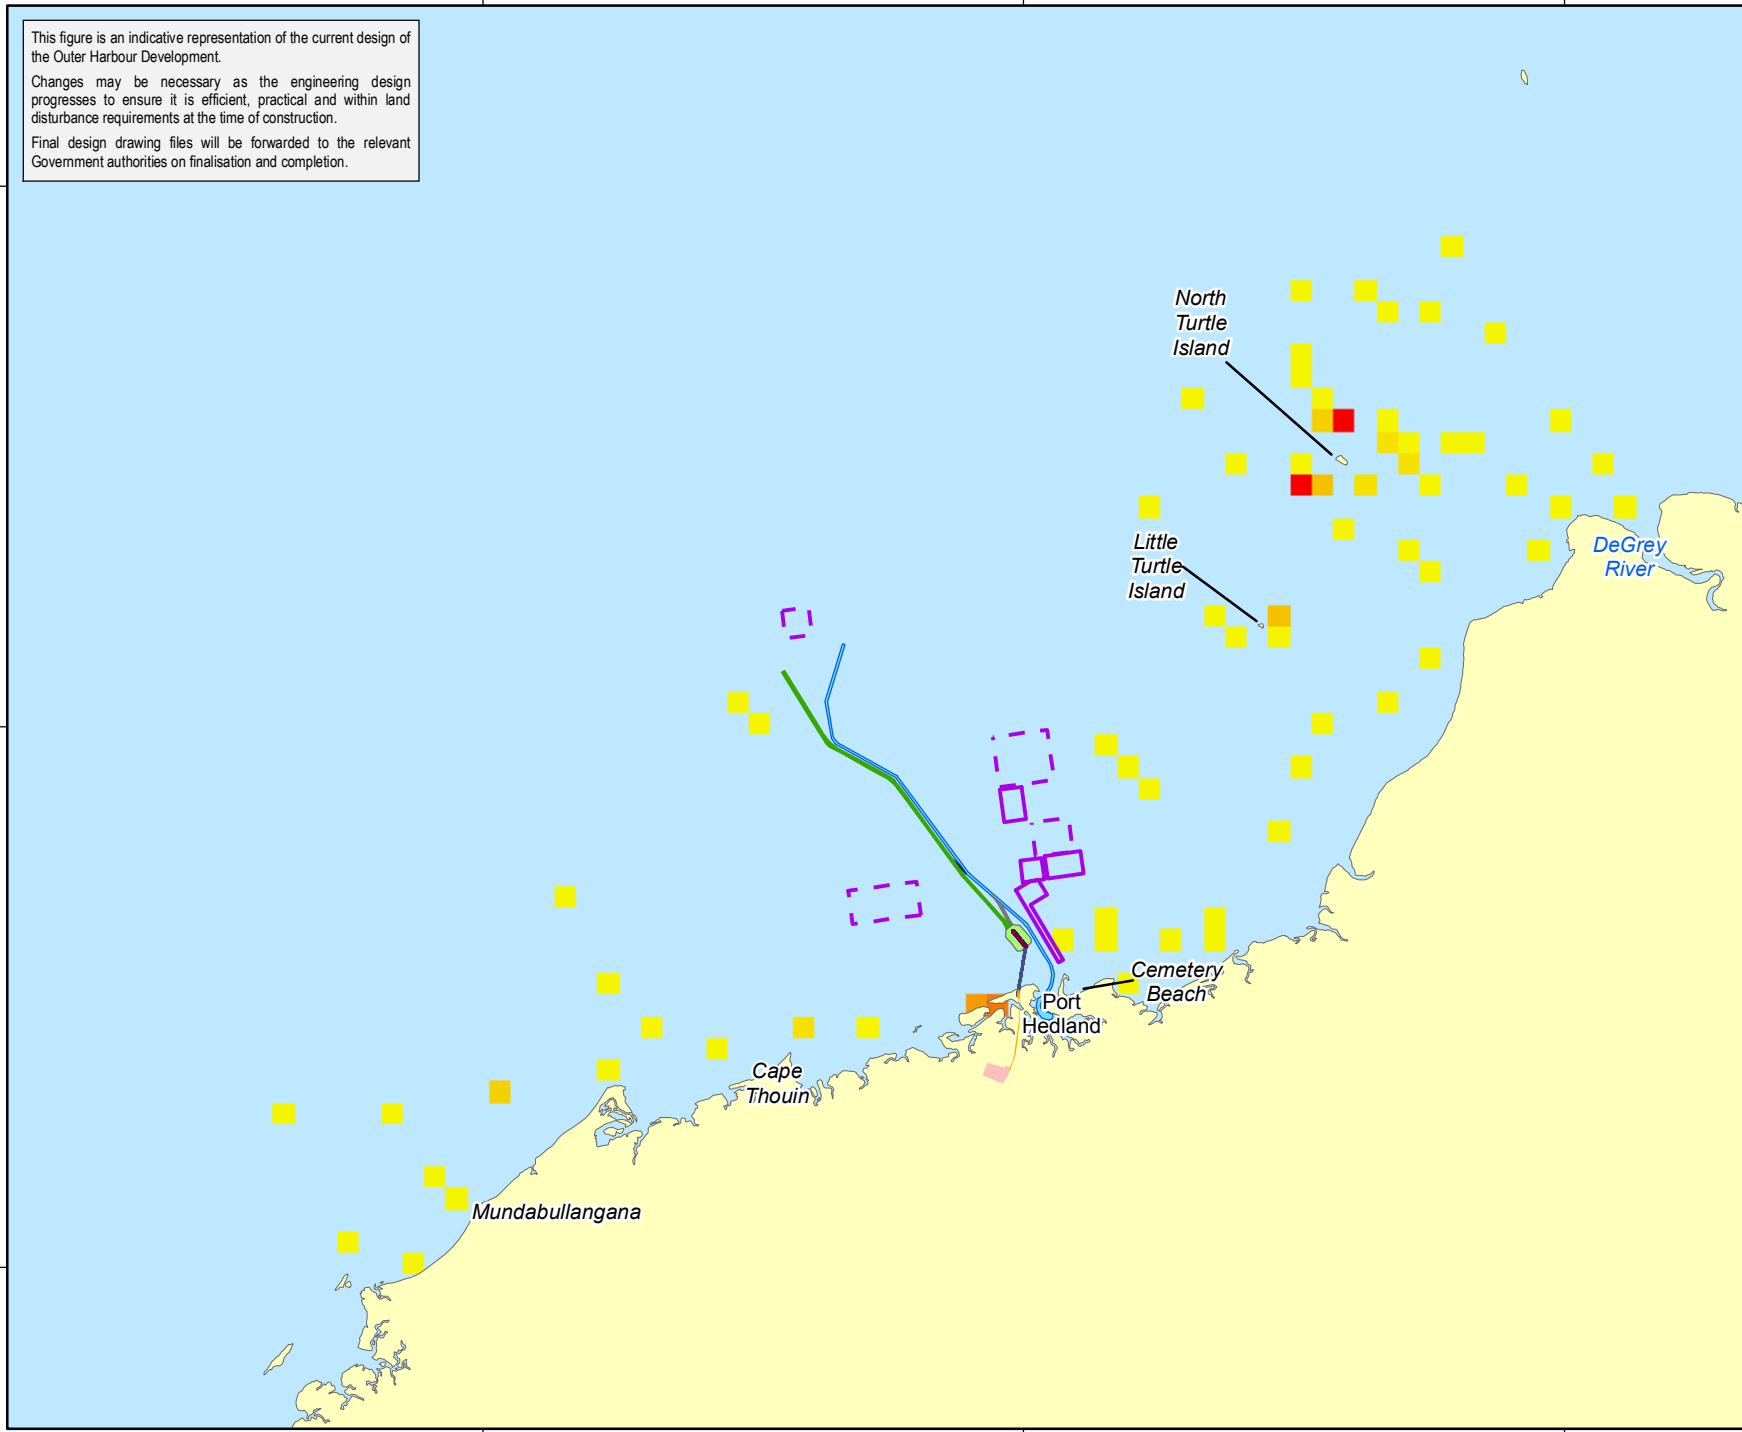 This figure is an indicative representation of the current design of
the Outer Harbour Development.
Changes may be necessary as the engineering design
progresses to ensure it is efficient, practical and within land
disturbance requirements at the time of construction.
Final design drawing files will be forwarded to the relevant
Government authorities on finalisation and completion.
North
Turtle
Island
Little
Turtle
Island
DeGrey
River
Cemetery
Beach
Port
Hedland
Cape
Thouin
Mundabullangana